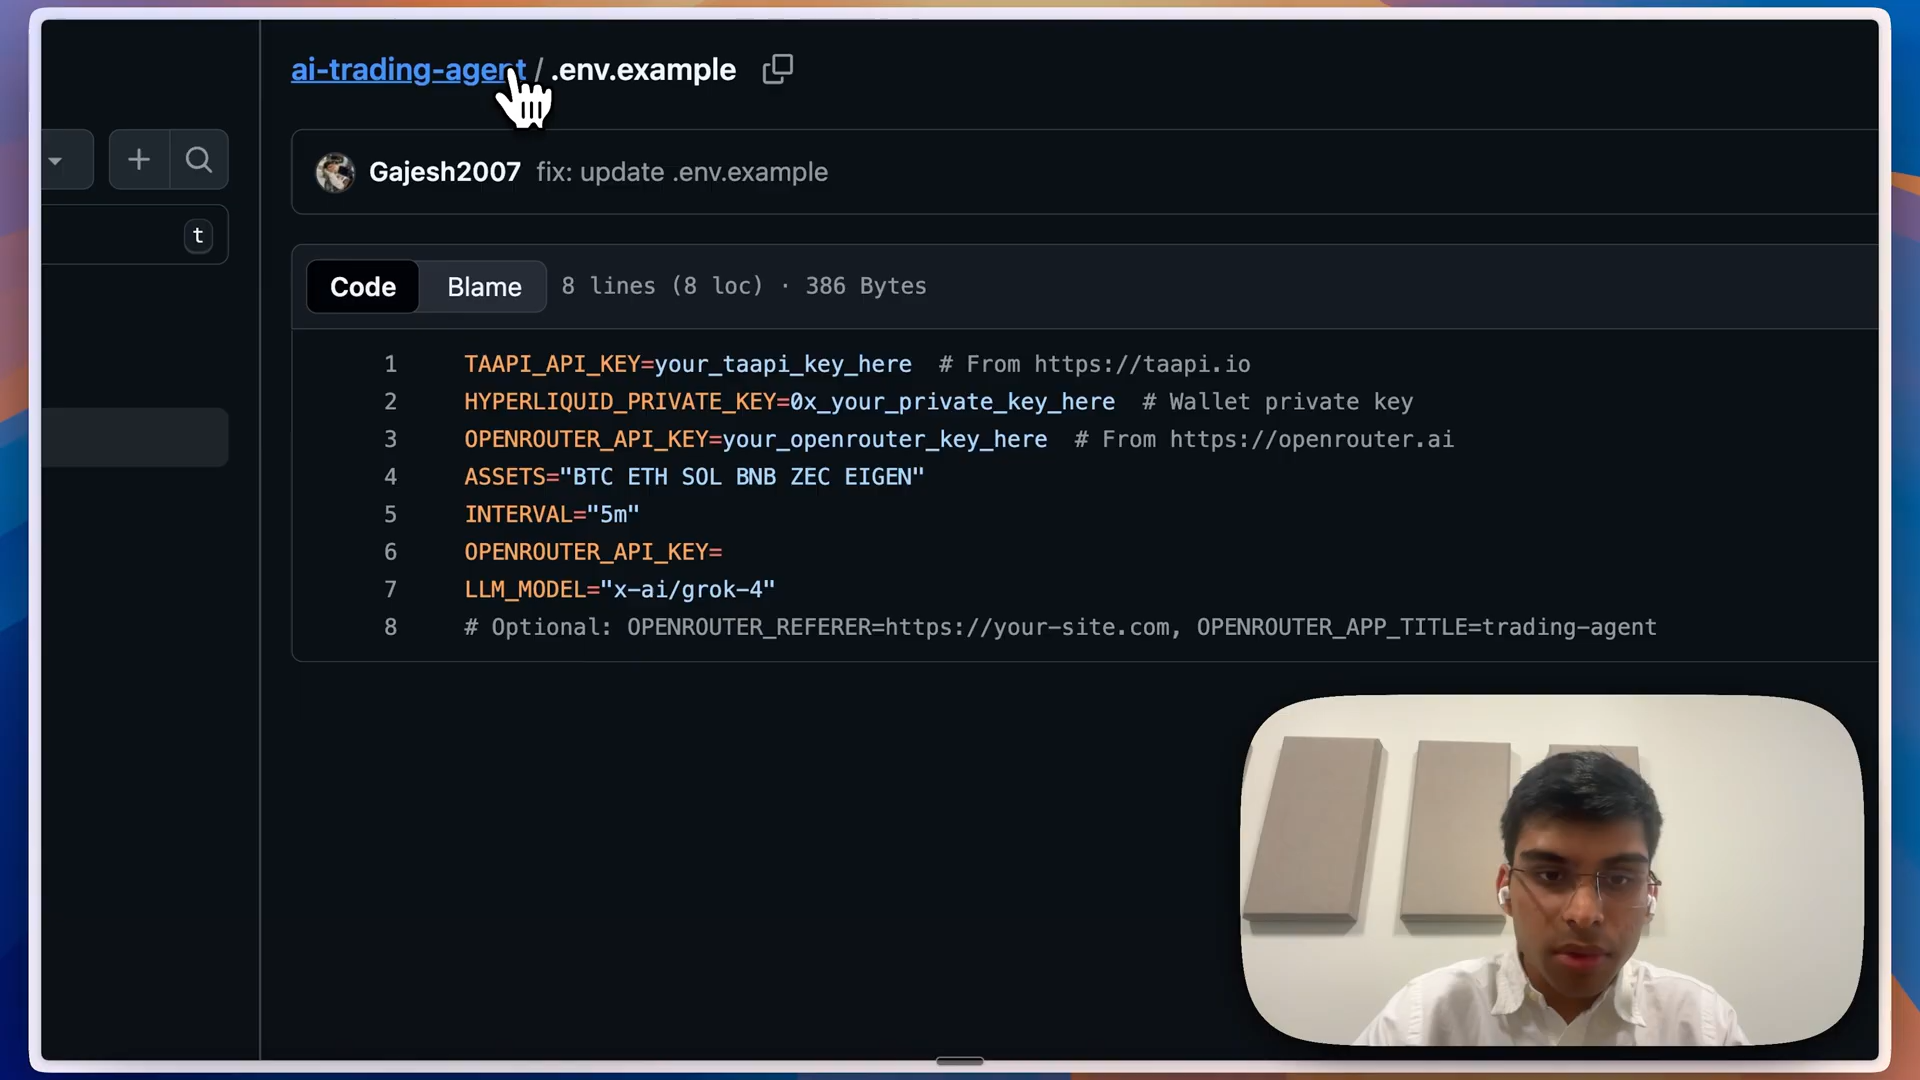 ai-trading-agent / .env.example
t
Gajesh2007 fix: update .env.example
Code Blame 8 lines (8 loc) · 386 Bytes
1 TAAPI_API_KEY=your_taapi_key_here # From https://taapi.io
2 HYPERLIQUID_PRIVATE_KEY=0x_your_private_key_here # Wallet private key
3 OPENROUTER_API_KEY=your_openrouter_key_here # From https://openrouter.ai
4 ASSETS="BTC ETH SOL BNB ZEC EIGEN"
5 INTERVAL="5m"
6 OPENROUTER_API_KEY=
7 LLM_MODEL="x-ai/grok-4"
8 # Optional: OPENROUTER_REFERER=https://your-site.com, OPENROUTER_APP_TITLE=trading-agent